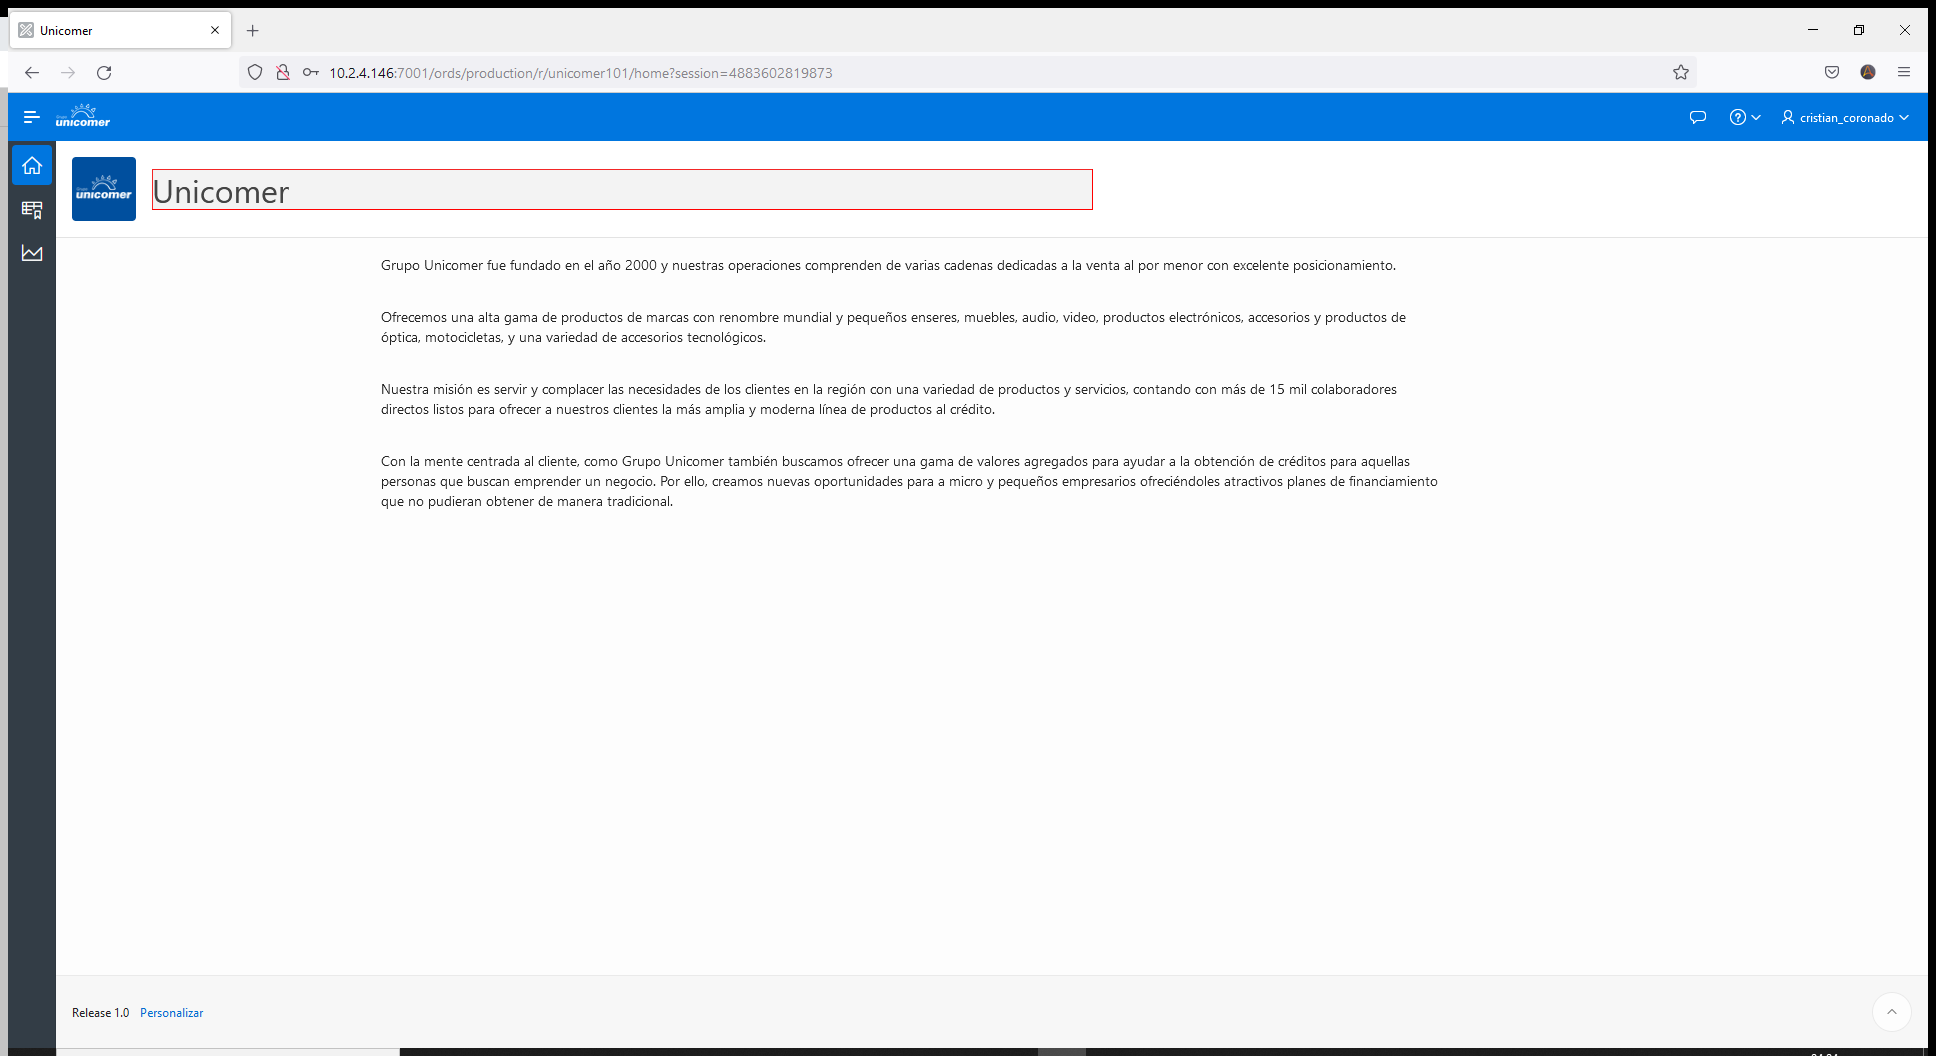 Unicomer
10.2.4.146:7001/ords/production/r/unicomer101/home?session=4883602819873
unicomer
cristian_coronado
unicomer
Unicomer
Grupo Unicomer fue fundado en el año 2000 y nuestras operaciones comprenden de varias cadenas dedicadas a la venta al por menor con excelente posicionamiento.
Ofrecemos una alta gama de productos de marcas con renombre mundial y pequeños enseres, muebles, audio, video, productos electrónicos, accesorios y productos de
óptica, motocicletas, y una variedad de accesorios tecnológicos.
Nuestra misión es servir y complacer las necesidades de los clientes en la región con una variedad de productos y servicios, contando con más de 15 mil colaboradores
directos listos para ofrecer a nuestros clientes la más amplia y moderna línea de productos al crédito.
Con la mente centrada al cliente, como Grupo Unicomer también buscamos ofrecer una gama de valores agregados para ayudar a la obtención de créditos para aquellas
personas que buscan emprender un negocio. Por ello, creamos nuevas oportunidades para a micro y pequeños empresarios ofreciéndoles atractivos planes de financiamiento
que no pudieran obtener de manera tradicional.
Release 1.0 Personalizar